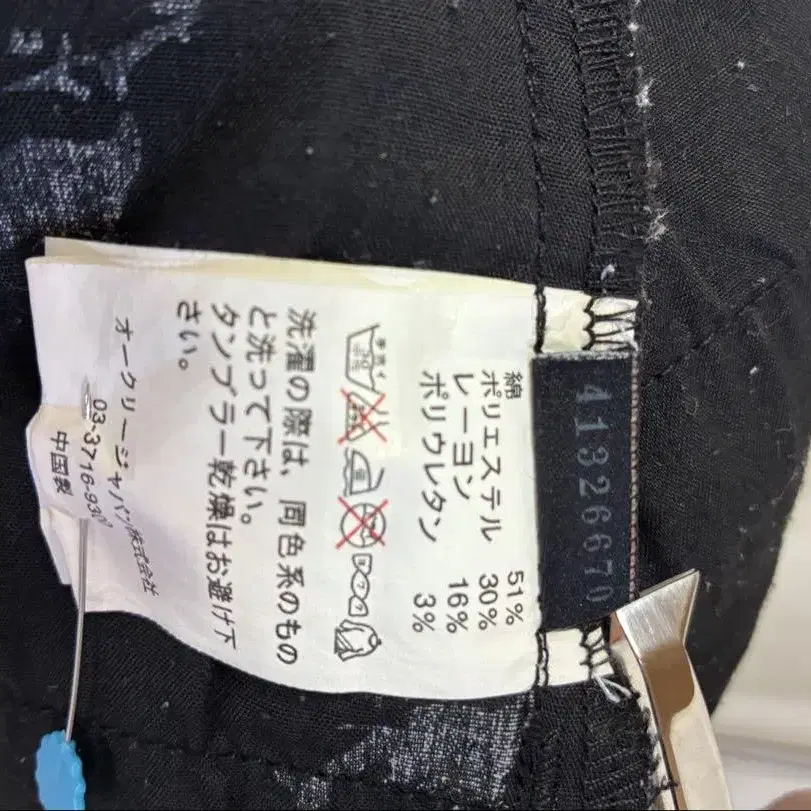 41326670
綿 51%
ポリエステル 30%
レーヨン 16%
ポリウレタン 3%
洗濯の際は、同色系のもの
と洗って下さい。
タンブラー乾燥はお避け下
さい。
オークリージャパン株式会社
03-3716-93
中国製